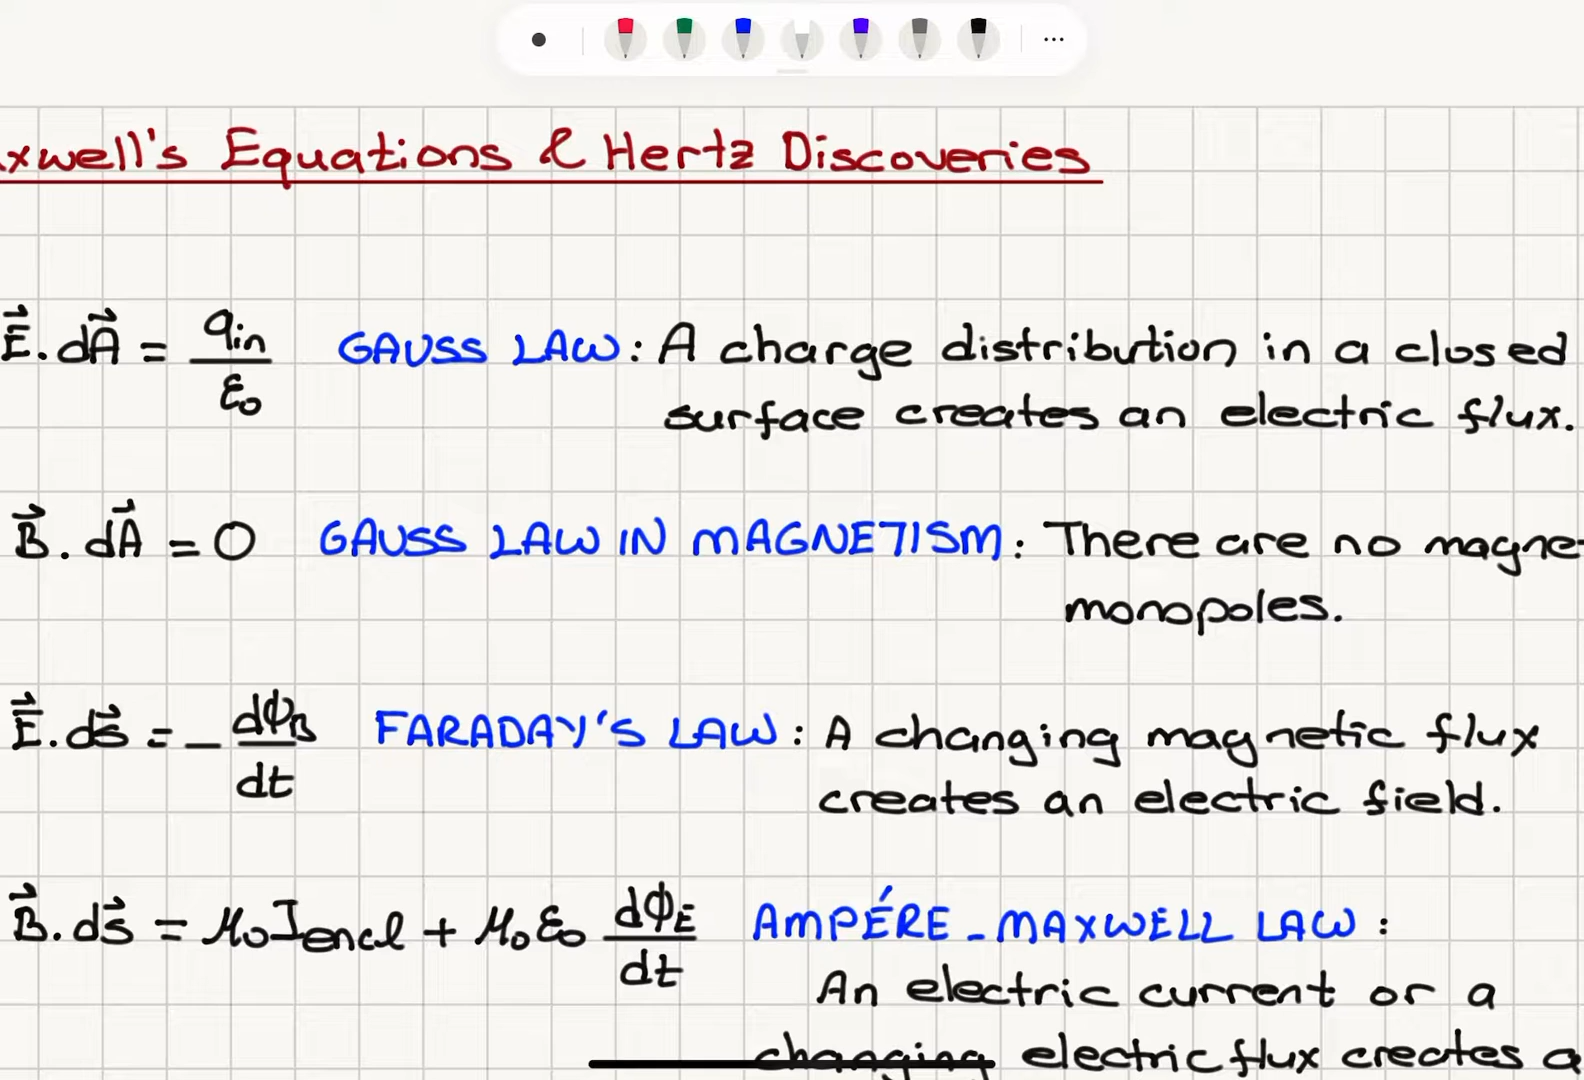 xwell's Equations & Hertz Discoveries
E⃗.dA⃗ = qin/ε0 GAUSS LAW: A charge distribution in a closed
surface creates an electric flux.
B⃗.dA⃗ = 0 GAUSS LAW IN MAGNETISM: There are no magne
monopoles.
E⃗.ds⃗ = - dΦB/dt FARADAY'S LAW: A changing magnetic flux
creates an electric field.
B⃗.ds⃗ = μ0Iencl + μ0ε0 dΦE/dt AMPÉRE-MAXWELL LAW:
An electric current or a
changing electric flux creates a